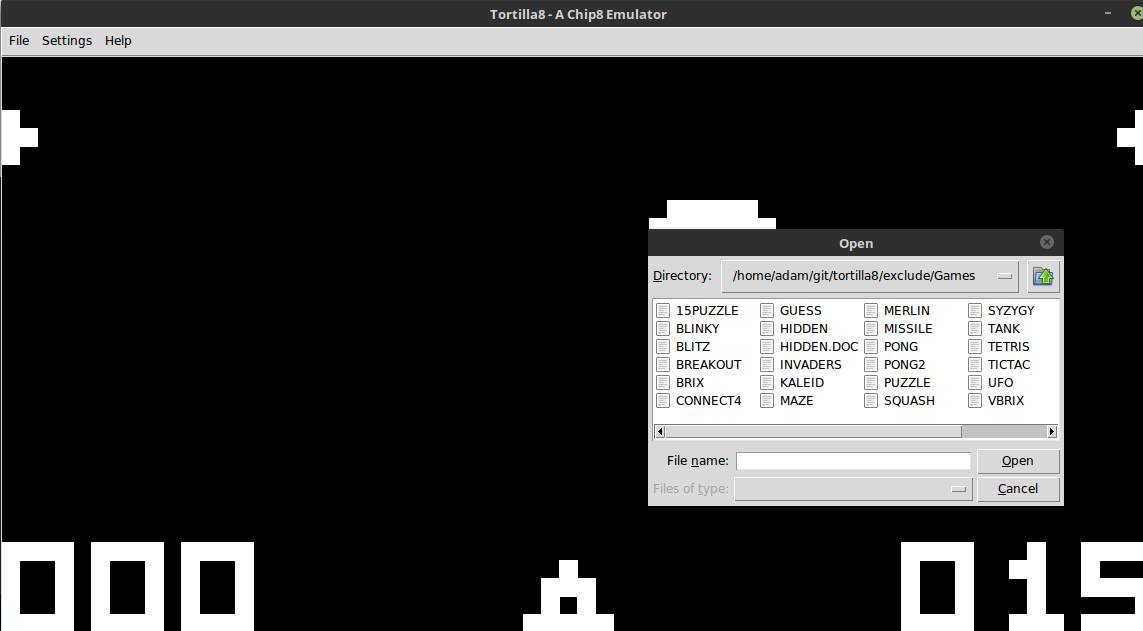 Tortilla8 - A Chip8 Emulator
File Settings Help
Open
Directory: /home/adam/git/tortilla8/exclude/Games
15PUZZLE GUESS MERLIN SYZYGY
BLINKY HIDDEN MISSILE TANK
BLITZ HIDDEN.DOC PONG TETRIS
BREAKOUT INVADERS PONG2 TICTAC
BRIX KALEID PUZZLE UFO
CONNECT4 MAZE SQUASH VBRIX
File name: Open
Files of type: Cancel
000 015